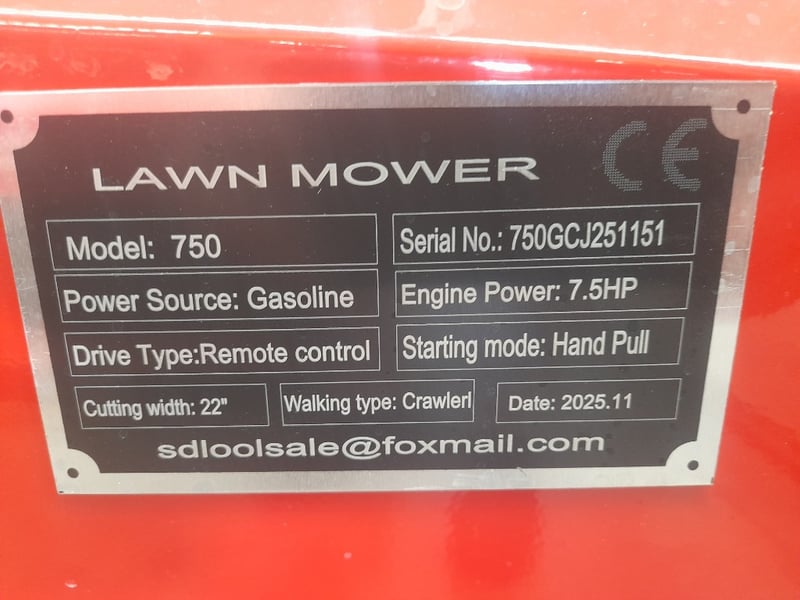 CE
LAWN MOWER
Model: 750
Serial No.: 750GCJ251151
Power Source: Gasoline
Engine Power: 7.5HP
Drive Type:Remote control
Starting mode: Hand Pull
Cutting width: 22"
Walking type: Crawlerl
Date: 2025.11
sdloolsale@foxmail.com